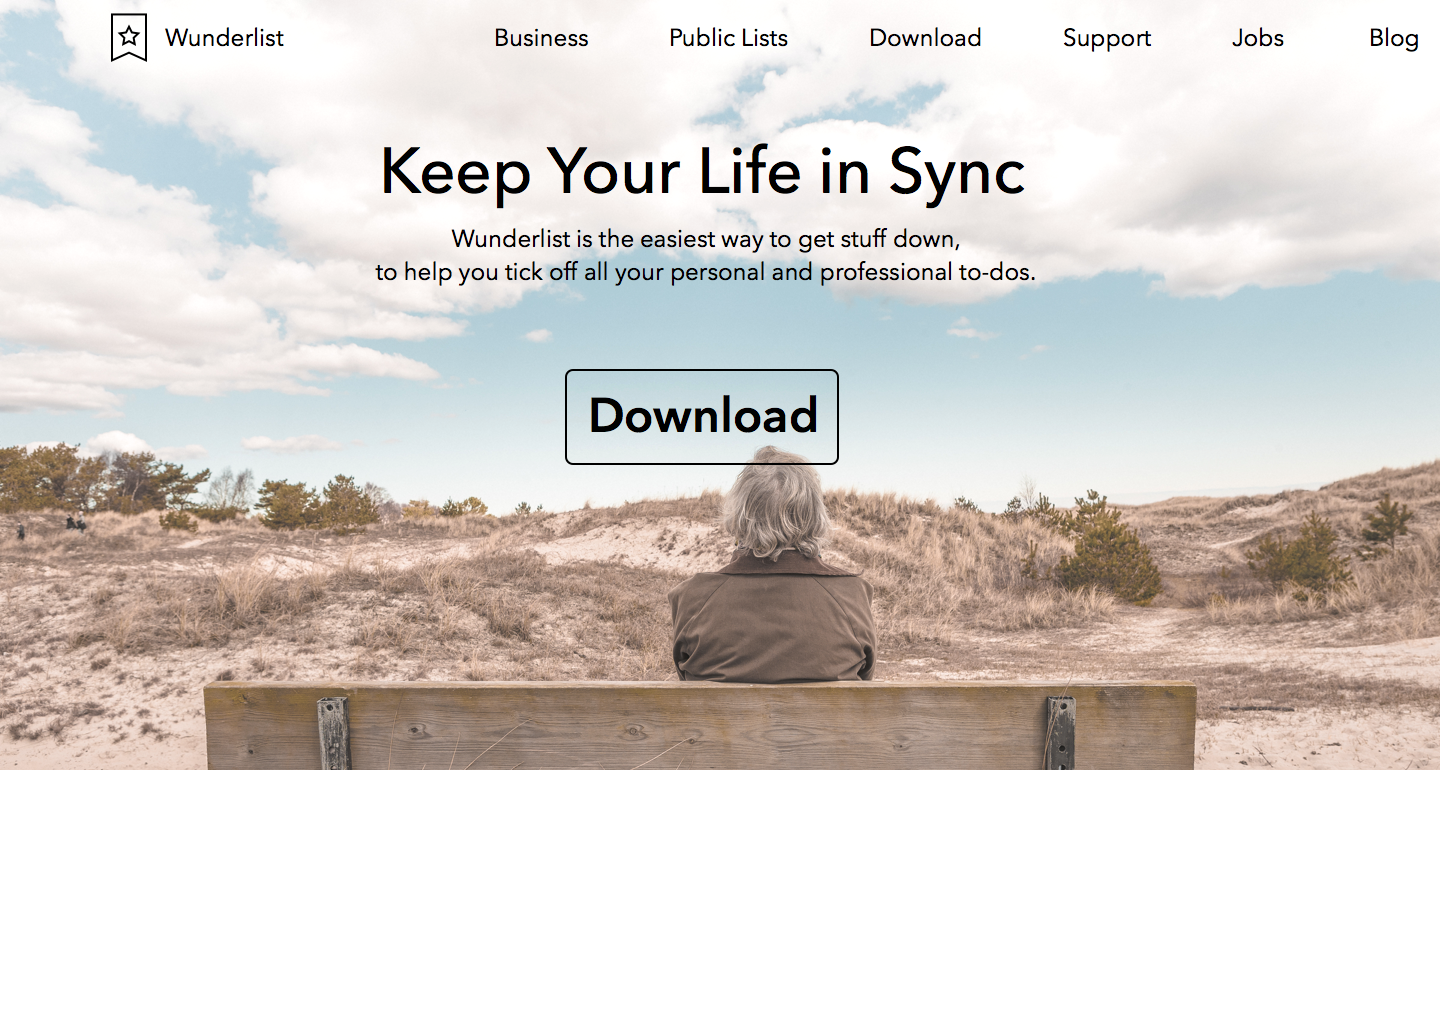 Wunderlist
Business
Public Lists
Download
Support
Jobs
Blog
Keep Your Life in Sync
Wunderlist is the easiest way to get stuff down,
to help you tick off all your personal and professional to-dos.
Download